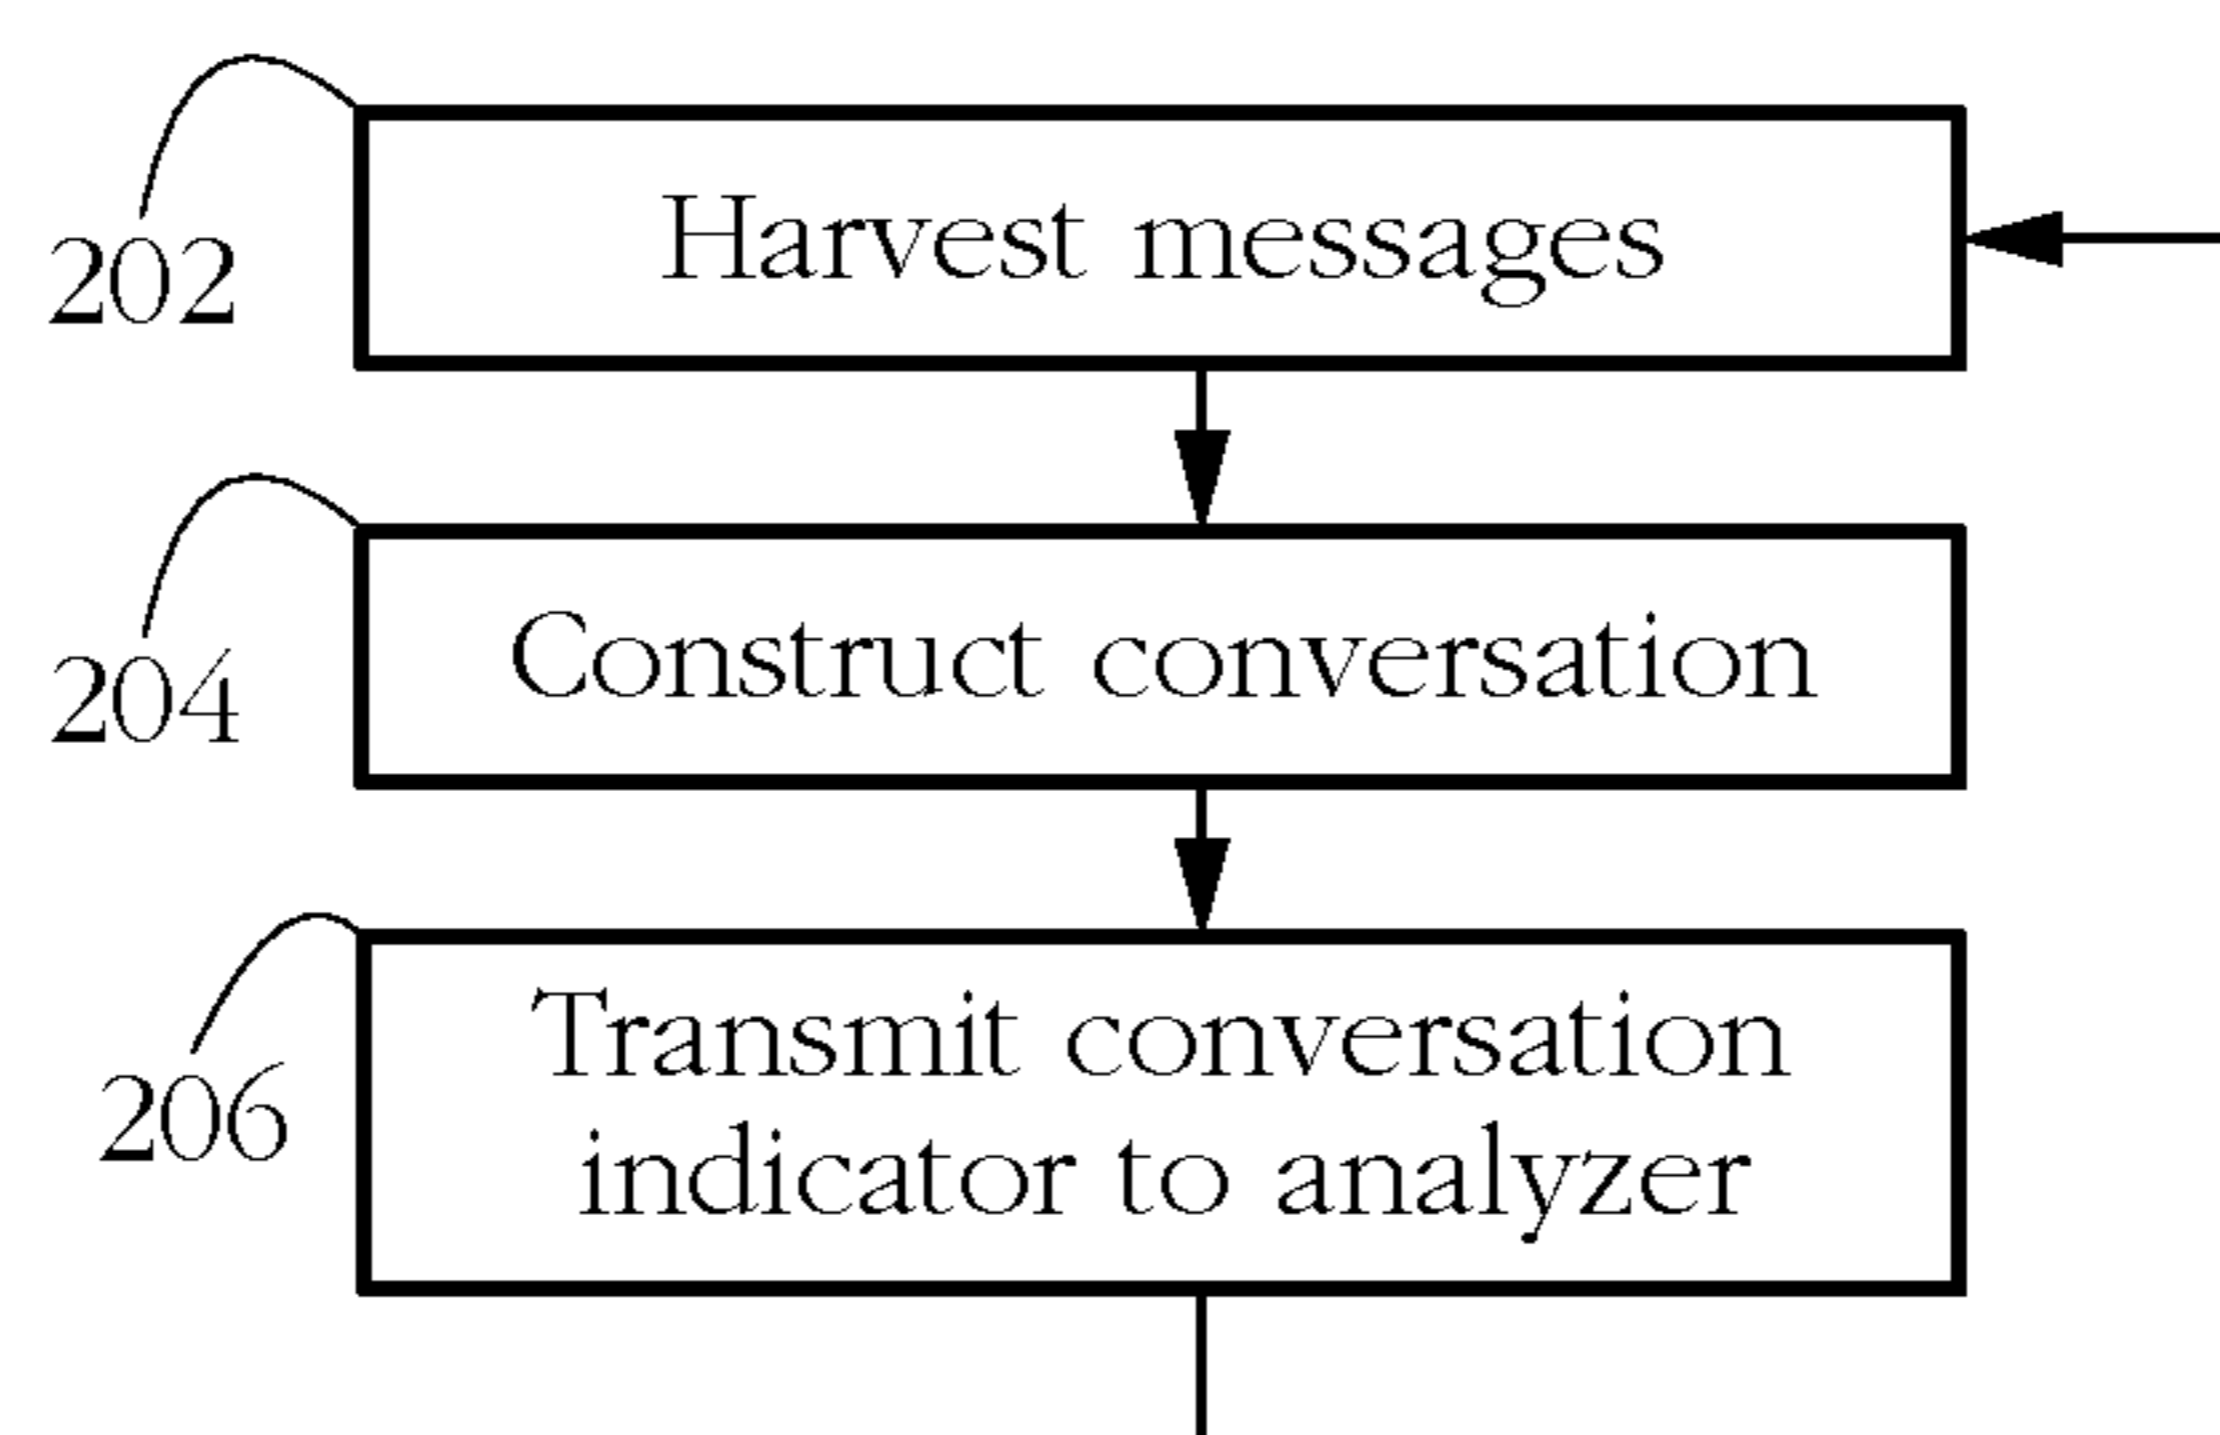 Harvest messages
202
Construct conversation
204
Transmit conversation
indicator to analyzer
206